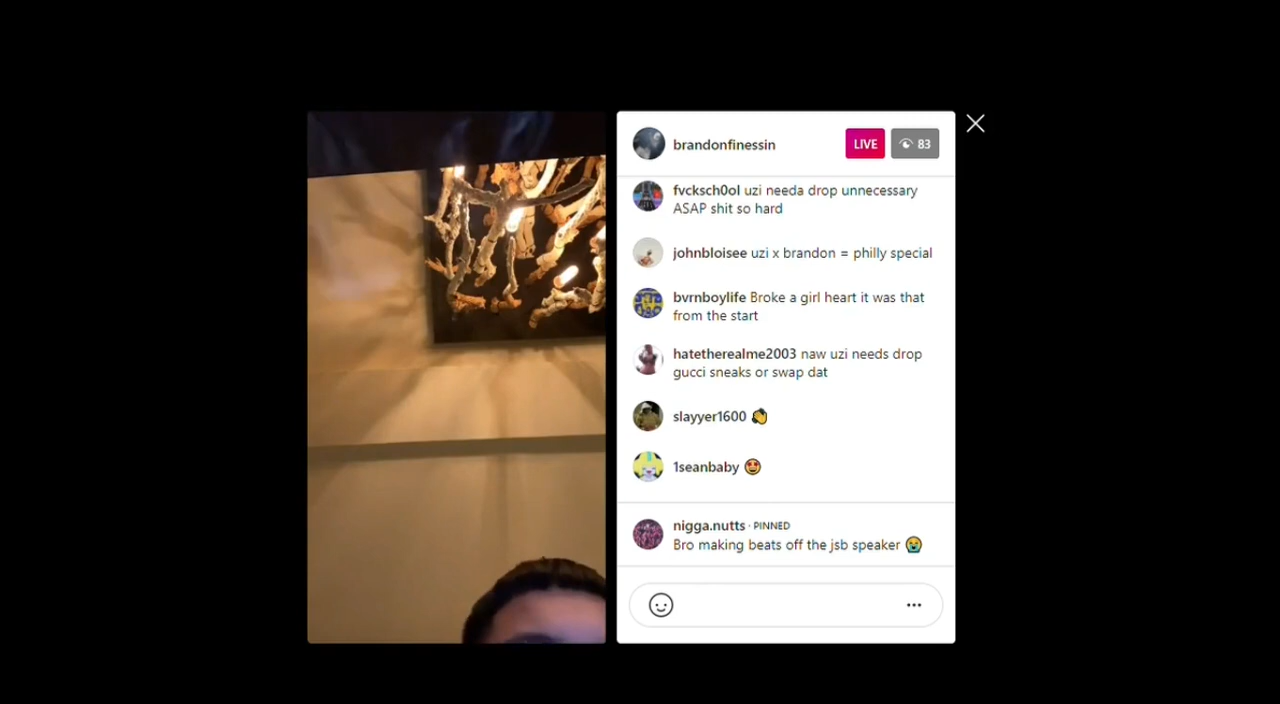 brandonfinessin LIVE 83
fvcksch0ol uzi needa drop unnecessary
ASAP shit so hard
johnbloisee uzi x brandon = philly special
bvrnboylife Broke a girl heart it was that
from the start
hatetherealme2003 naw uzi needs drop
gucci sneaks or swap dat
slayyer1600 👏
1seanbaby 😍
nigga.nutts · PINNED
Bro making beats off the jsb speaker 😭